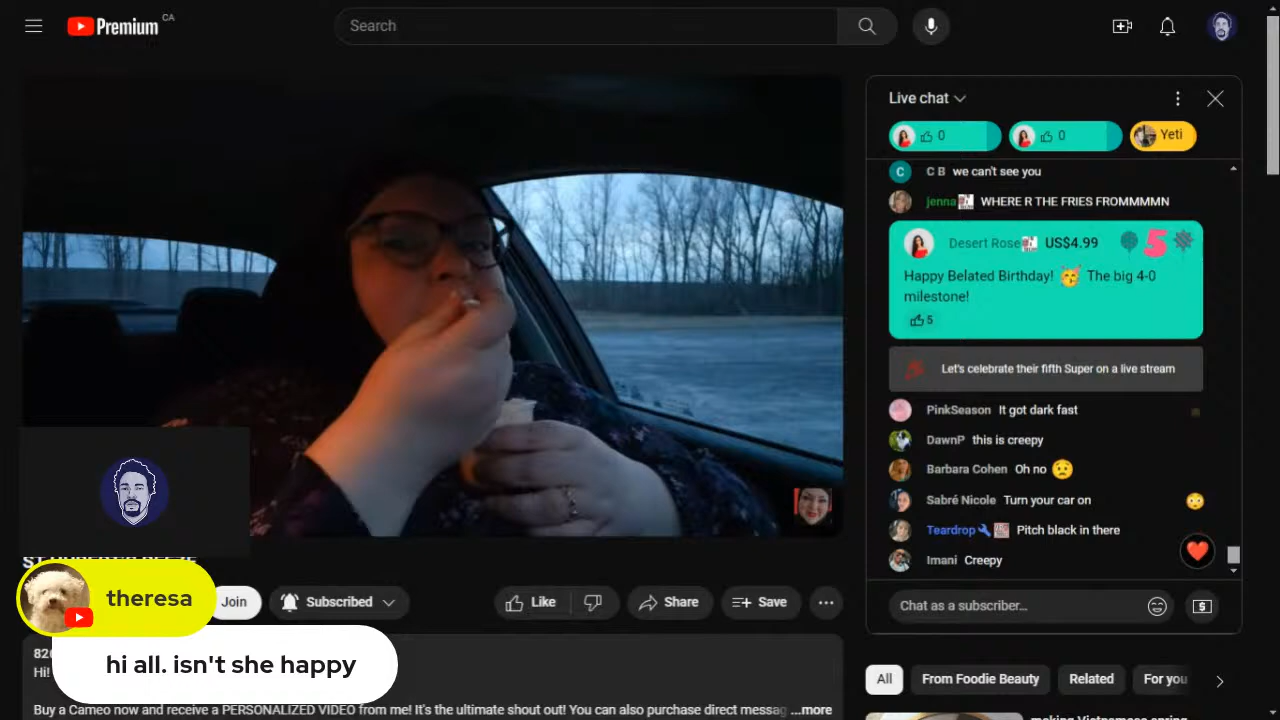 Premium CA
Search
Live chat
0
0
Yeti
C
C B we can't see you
jenna WHERE R THE FRIES FROMMMMN
Desert Rose US$4.99
5
Happy Belated Birthday! 🥳 The big 4-0
milestone!
5
Let's celebrate their fifth Super on a live stream
PinkSeason It got dark fast
DawnP this is creepy
Barbara Cohen Oh no 😟
Sabré Nicole Turn your car on
Teardrop Pitch black in there
Imani Creepy
Chat as a subscriber...
Join
Subscribed
Like
Share
Save
theresa
hi all. isn't she happy
Hi!
Buy a Cameo now and receive a PERSONALIZED VIDEO from me! It's the ultimate shout out! You can also purchase direct messag ...more
All
From Foodie Beauty
Related
For you
making Vietnamese spring